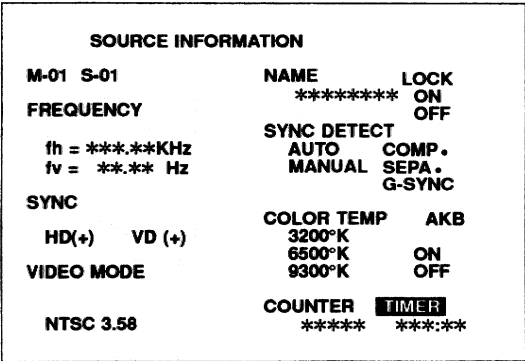 SOURCE INFORMATION
M-01 S-01
FREQUENCY
fh = ***.**KHz
fv = **.** Hz
SYNC
HD(+) VD (+)
VIDEO MODE
NTSC 3.58
NAME LOCK
******** ON
OFF
SYNC DETECT
AUTO COMP.
MANUAL SEPA.
G-SYNC
COLOR TEMP AKB
3200°K
6500°K ON
9300°K OFF
COUNTER TIMER
***** ***:**